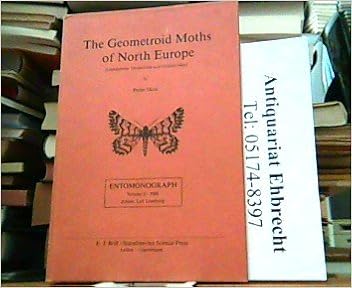 The Geometroid Moths
of North Europe
(Lepidoptera: Drepanidae and Geometridae)
by
Peder Skou
ENTOMONOGRAPH
Volume 6 · 1986
E. J. Brill / Scandinavian Science Press
Leiden · Copenhagen
Antiquariat Ehbrecht
Tel: 05174-8397